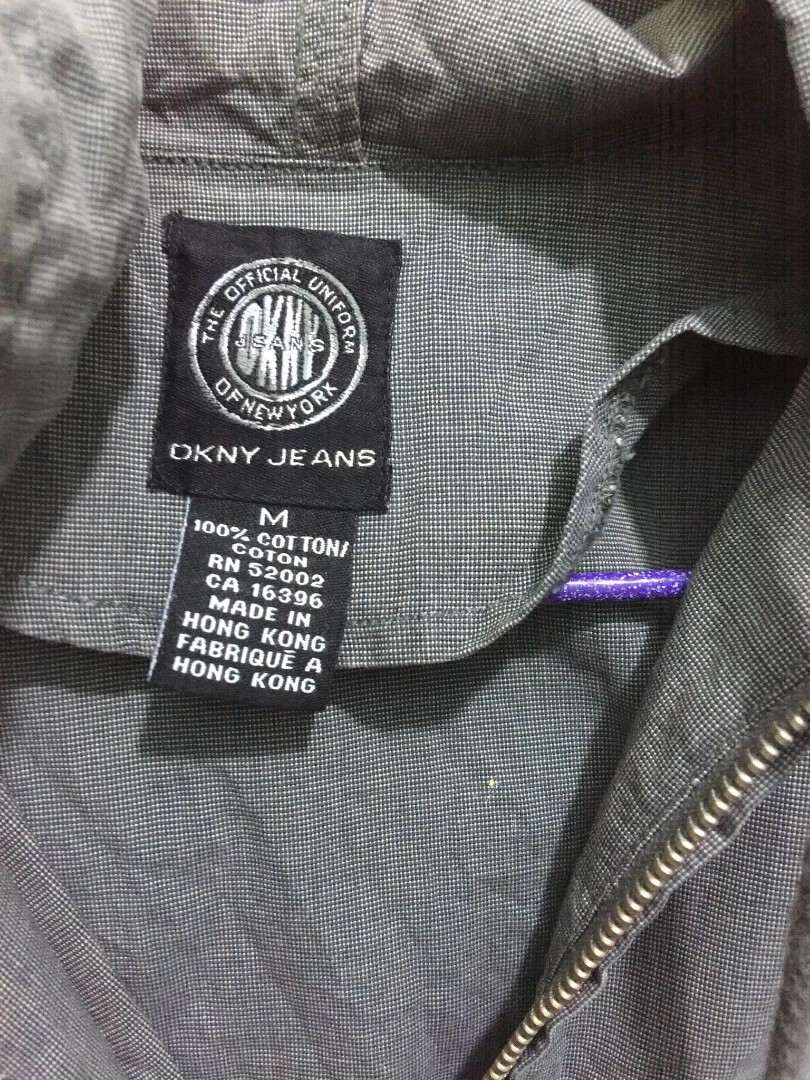 THE OFFICIAL UNIFORM
OF NEW YORK
DKNY
JEANS
DKNY JEANS
M
100% COTTON/
COTON
RN 52002
CA 16396
MADE IN
HONG KONG
FABRIQUĒ A
HONG KONG